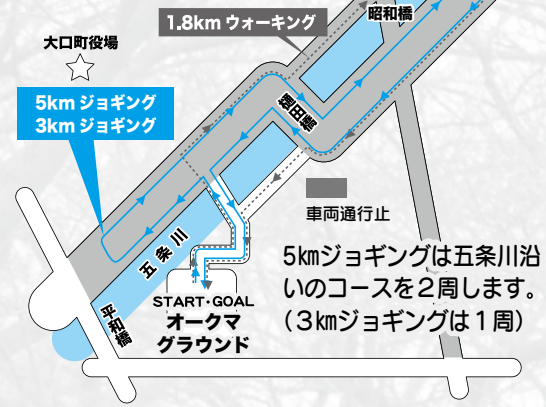 1.8km ウォーキング
昭和橋
大口町役場
5km ジョギング
3km ジョギング
樋田橋
車両通行止
五条川
平和橋
START・GOAL
オークマ
グラウンド
5kmジョギングは五条川沿
いのコースを２周します。
（３kmジョギングは１周）